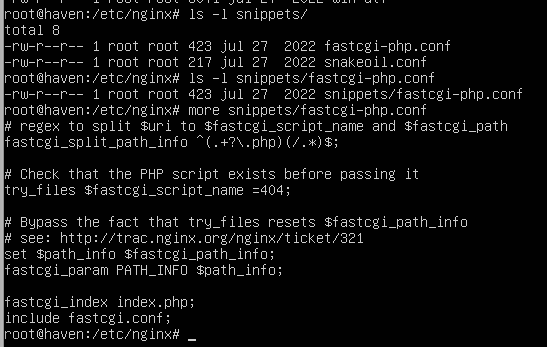 root@haven:/etc/nginx# ls -l snippets/
total 8
-rw-r--r-- 1 root root 423 jul 27  2022 fastcgi-php.conf
-rw-r--r-- 1 root root 217 jul 27  2022 snakeoil.conf
root@haven:/etc/nginx# ls -l snippets/fastcgi-php.conf
-rw-r--r-- 1 root root 423 jul 27  2022 snippets/fastcgi-php.conf
root@haven:/etc/nginx# more snippets/fastcgi-php.conf
# regex to split $uri to $fastcgi_script_name and $fastcgi_path
fastcgi_split_path_info ^(.+?\.php)(/.*)$;

# Check that the PHP script exists before passing it
try_files $fastcgi_script_name =404;

# Bypass the fact that try_files resets $fastcgi_path_info
# see: http://trac.nginx.org/nginx/ticket/321
set $path_info $fastcgi_path_info;
fastcgi_param PATH_INFO $path_info;

fastcgi_index index.php;
include fastcgi.conf;
root@haven:/etc/nginx# _